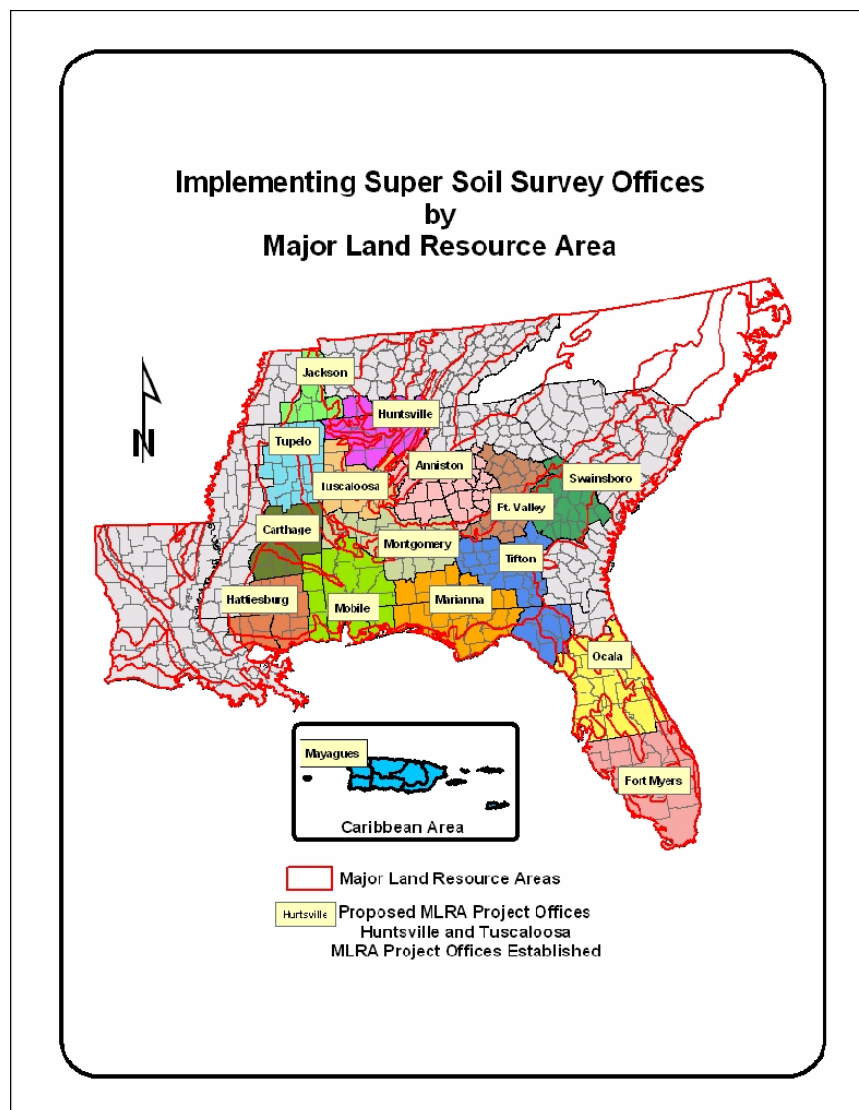 Implementing Super Soil Survey Offices
by
Major Land Resource Area
N
Jackson
Huntsville
Tupelo
Anniston
Tuscaloosa
Swainsboro
Ft. Valley
Carthage
Montgomery
Tifton
Hattiesburg
Mobile
Marianna
Ocala
Mayagues
Fort Myers
Caribbean Area
Major Land Resource Areas
Hurtsville
Proposed MLRA Project Offices
Huntsville and Tuscaloosa
MLRA Project Offices Established